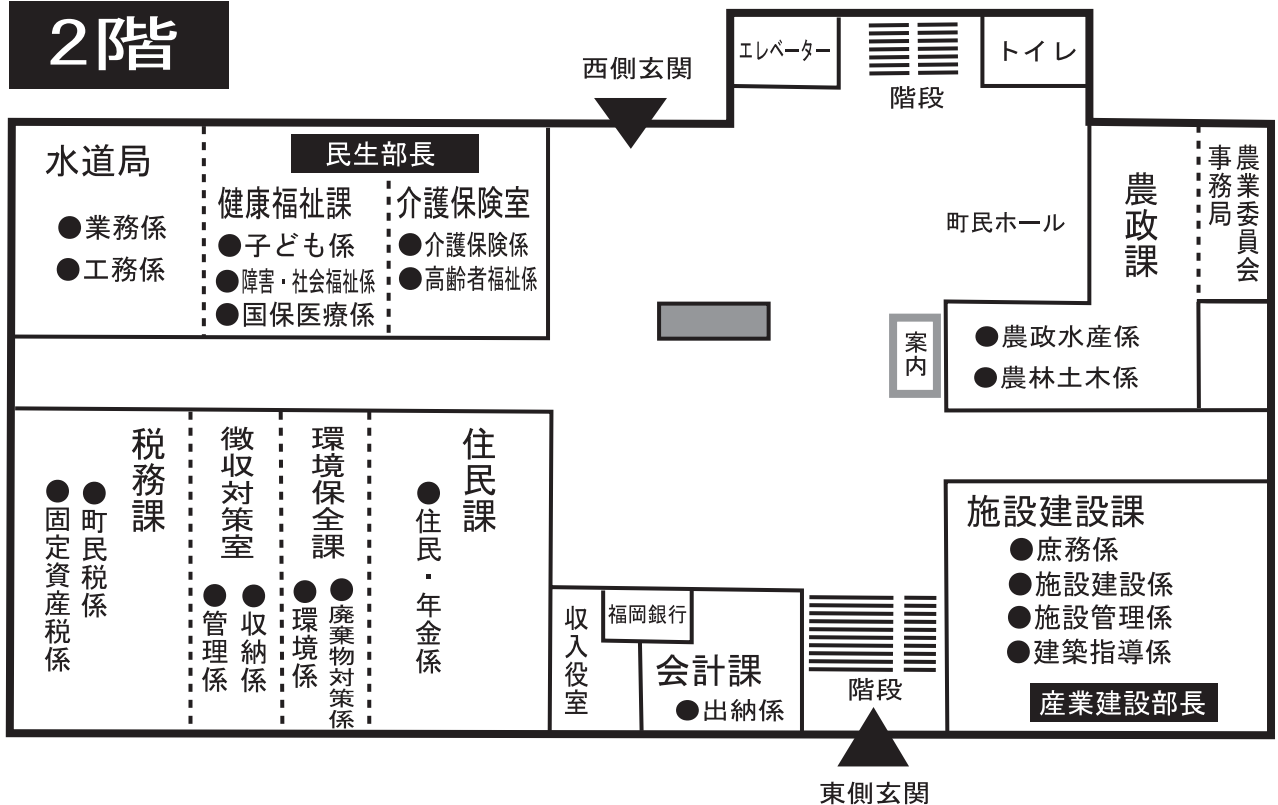 2階
西側玄関
エレベーター
階段
トイレ
水道局
●業務係
●工務係
民生部長
健康福祉課
●子ども係
●障害・社会福祉係
●国保医療係
介護保険室
●介護保険係
●高齢者福祉係
町民ホール
農政課
農業委員会
事務局
案内
●農政水産係
●農林土木係
税務課
●町民税係
●固定資産税係
徴収対策室
●収納係
●管理係
環境保全課
●廃棄物対策係
●環境係
住民課
●住民・年金係
収入役室
福岡銀行
会計課
●出納係
階段
施設建設課
●庶務係
●施設建設係
●施設管理係
●建築指導係
産業建設部長
東側玄関